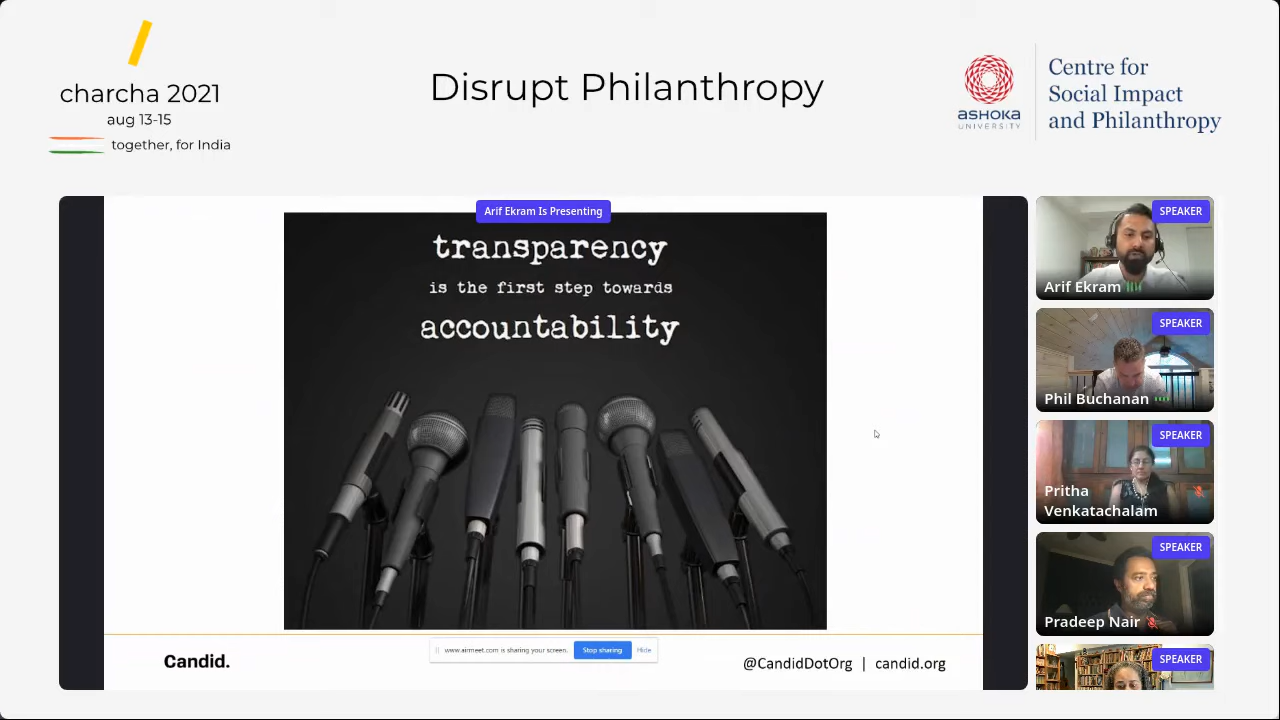 charcha 2021
aug 13-15
together, for India
Disrupt Philanthropy
ASHOKA
UNIVERSITY
Centre for
Social Impact
and Philanthropy
Arif Ekram Is Presenting
transparency
is the first step towards
accountability
Candid.
www.airmeet.com is sharing your screen.
Stop sharing
Hide
@CandidDotOrg | candid.org
SPEAKER
Arif Ekram
SPEAKER
Phil Buchanan
SPEAKER
Pritha
Venkatachalam
SPEAKER
Pradeep Nair
SPEAKER